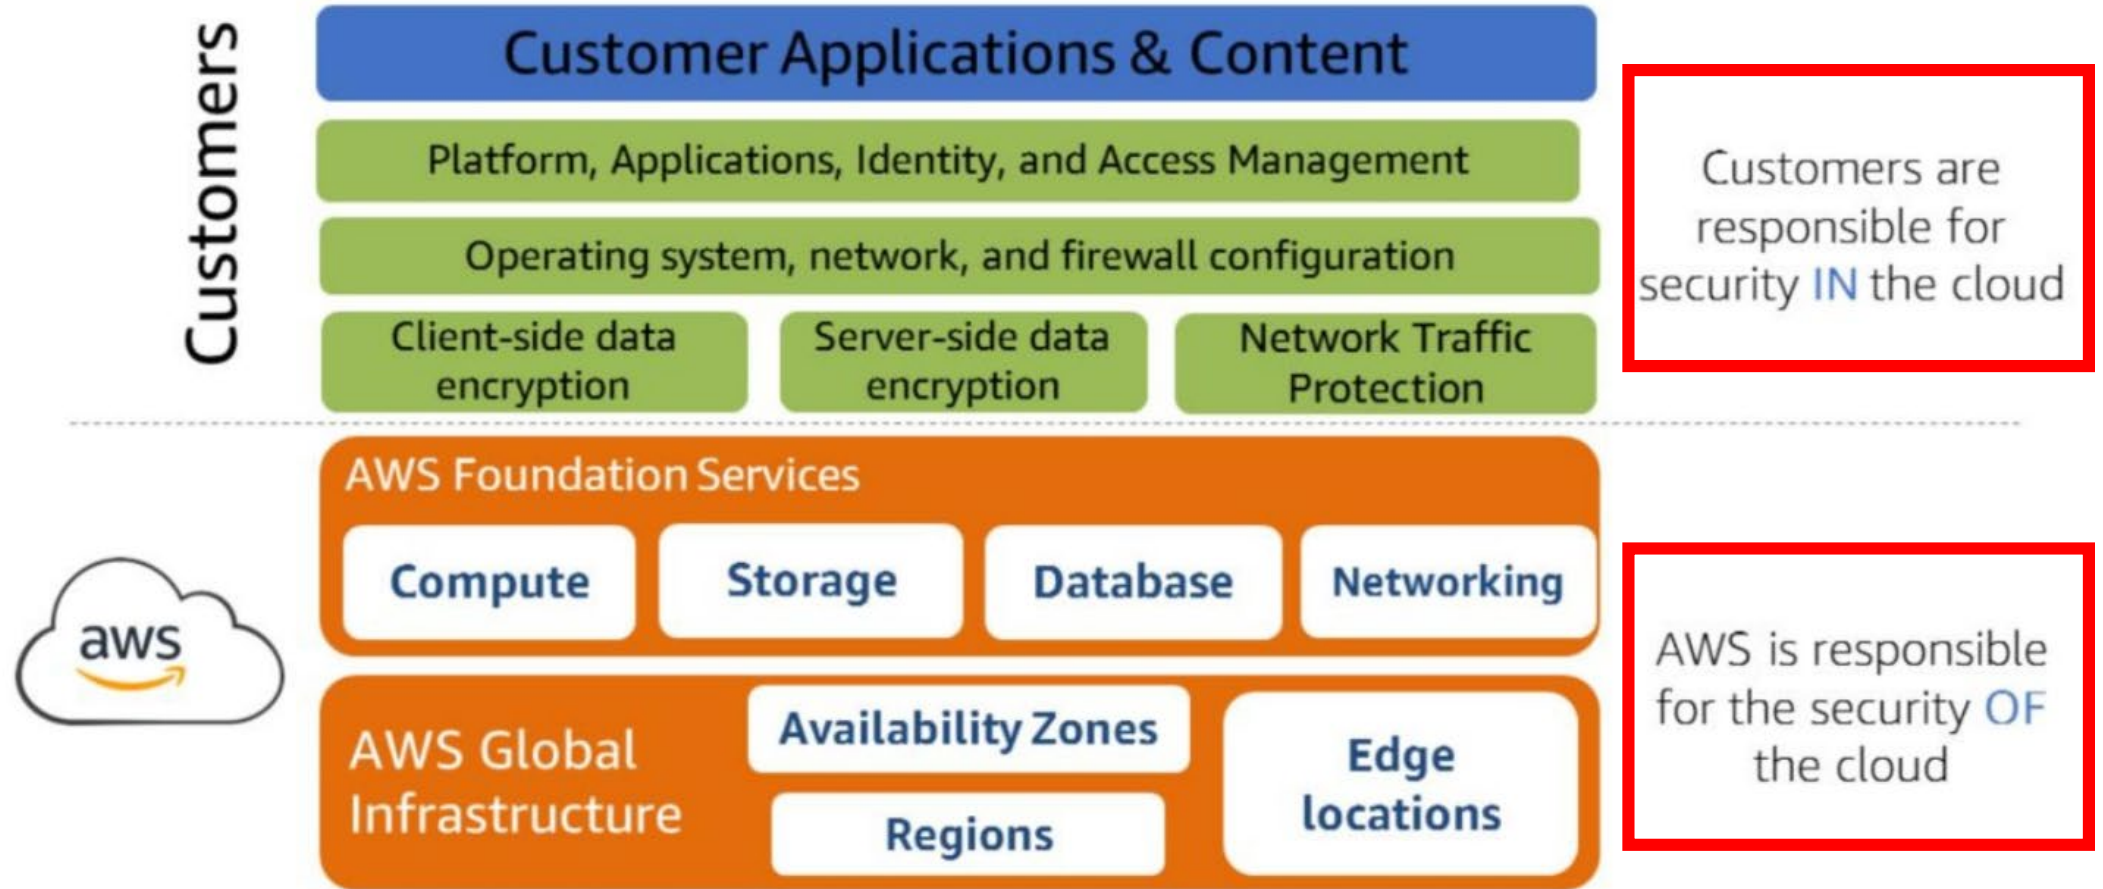 Customers
Customer Applications & Content
Platform, Applications, Identity, and Access Management
Operating system, network, and firewall configuration
Client-side data
encryption
Server-side data
encryption
Network Traffic
Protection
Customers are
responsible for
security IN the cloud
aws
AWS Foundation Services
Compute
Storage
Database
Networking
AWS Global
Infrastructure
Availability Zones
Regions
Edge
locations
AWS is responsible
for the security OF
the cloud